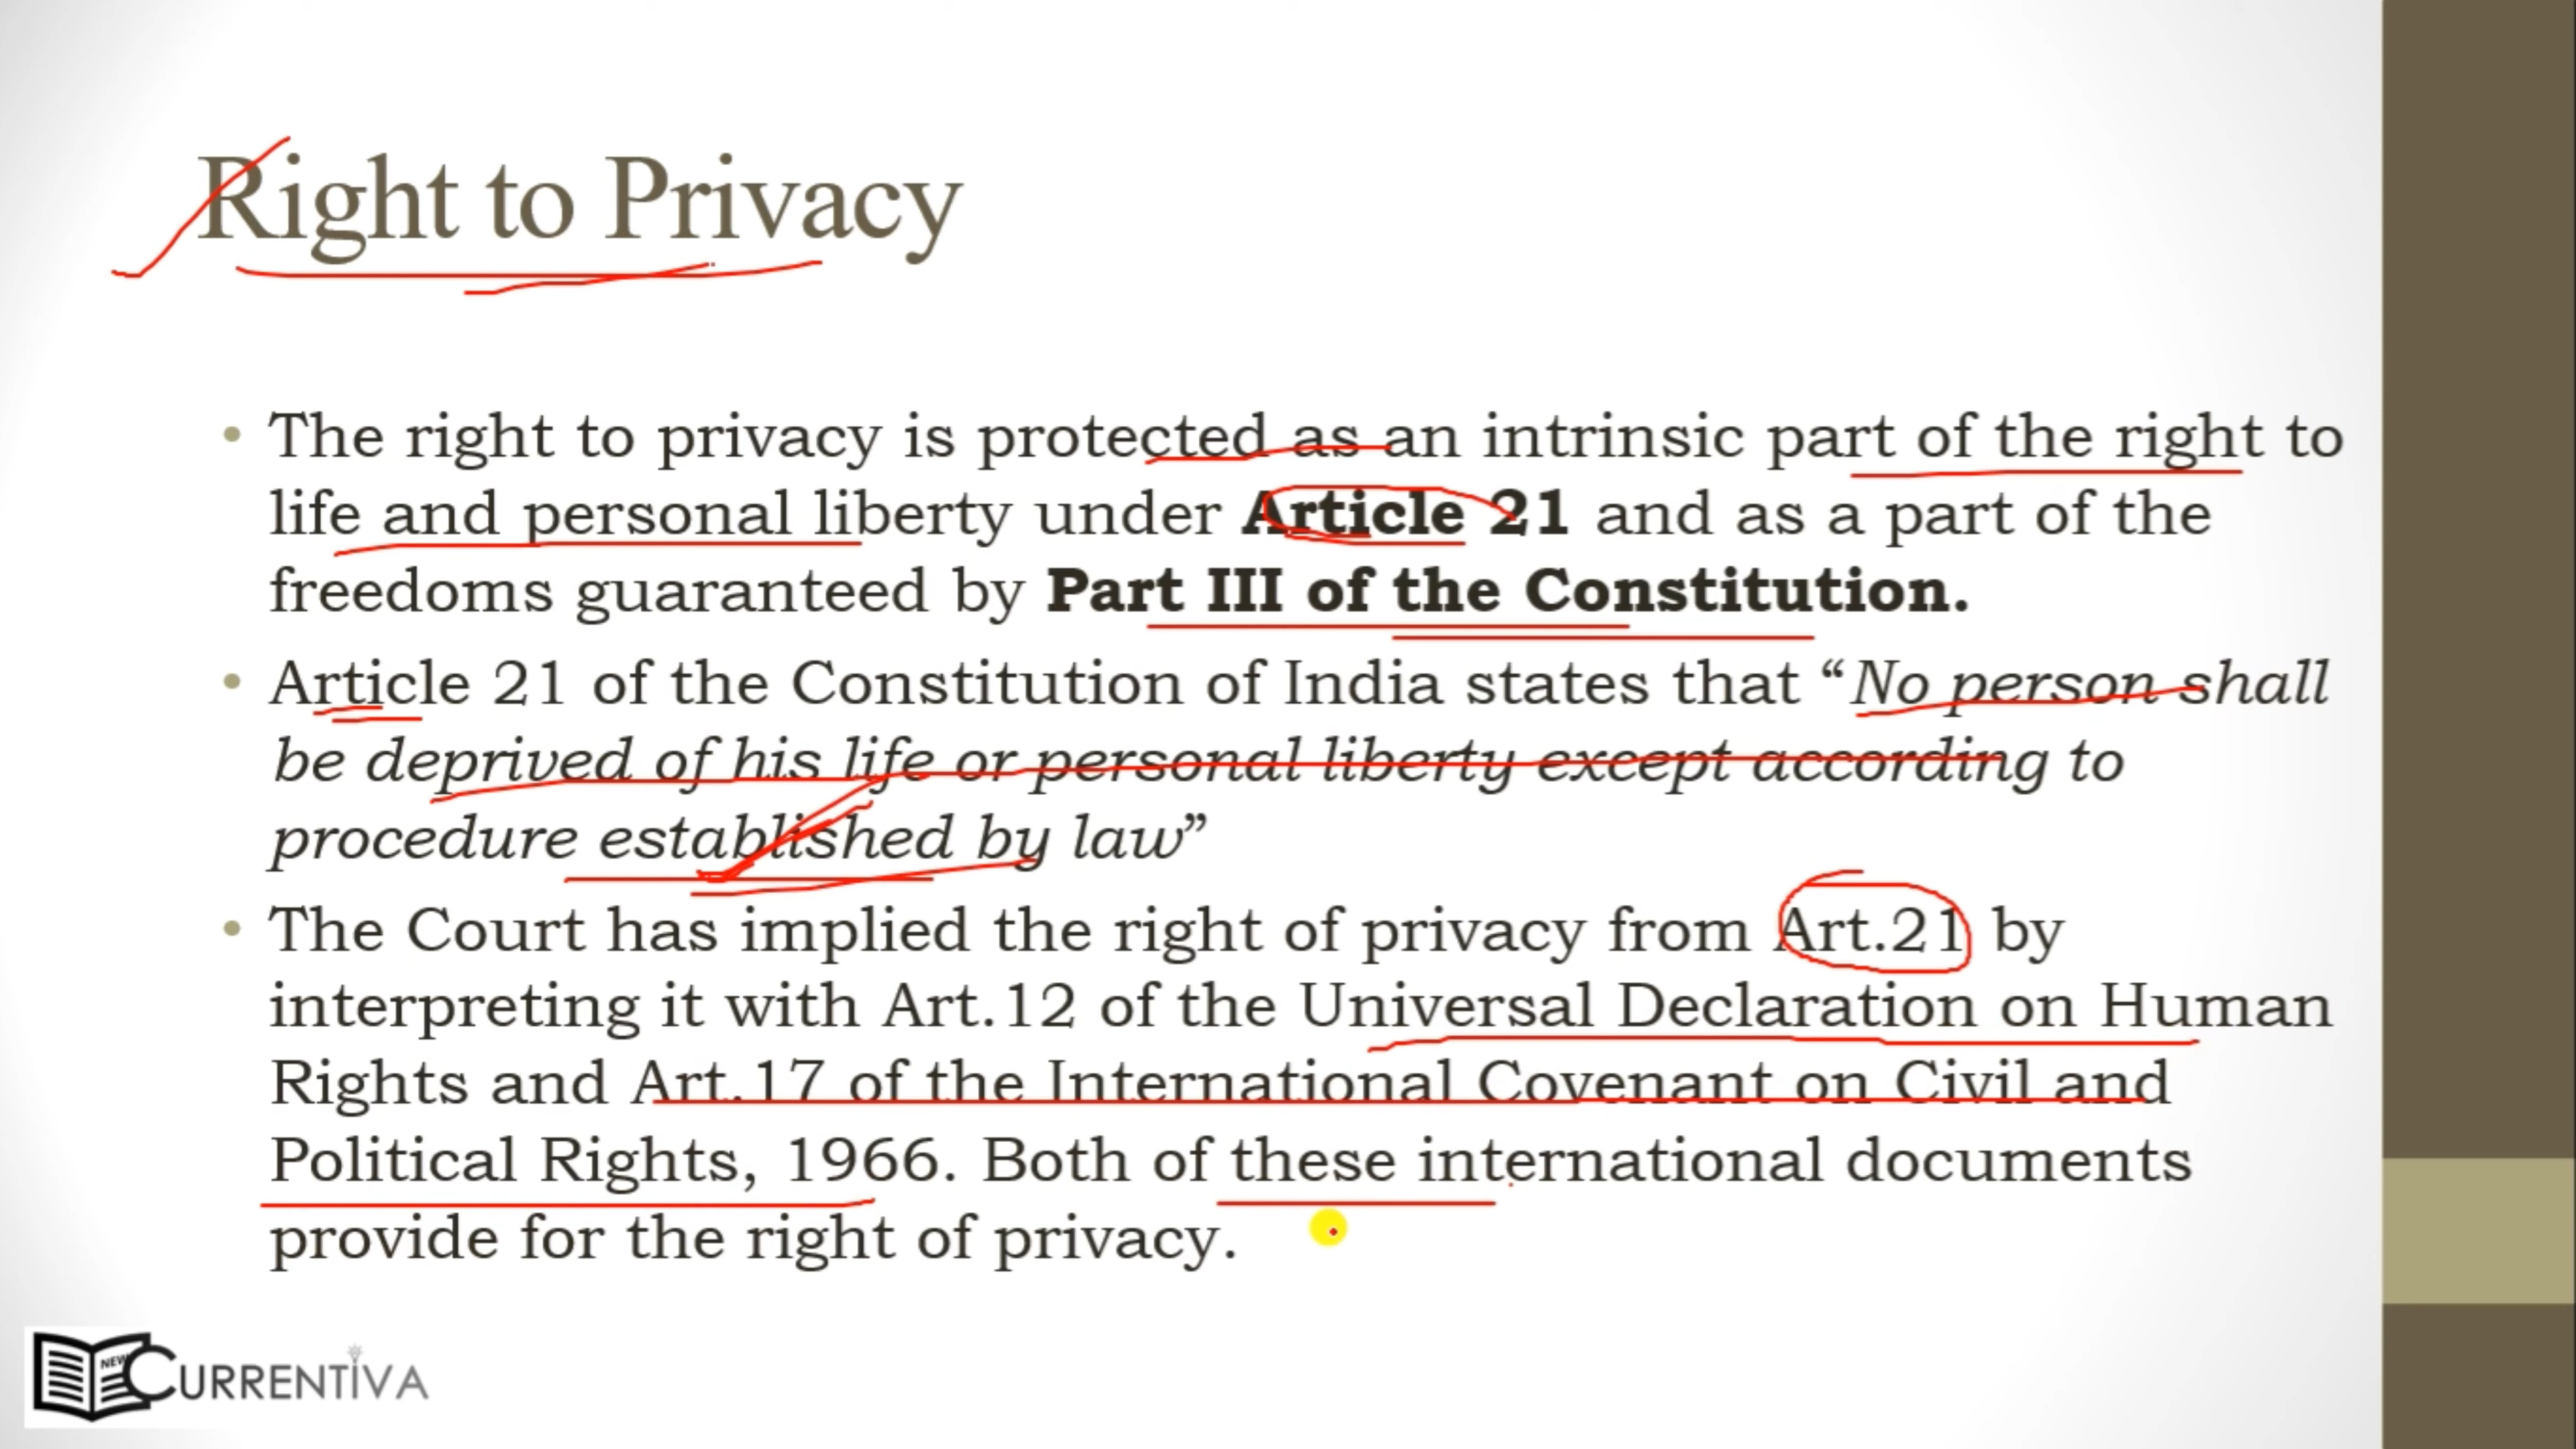 Right to Privacy
• The right to privacy is protected as an intrinsic part of the right to
life and personal liberty under Article 21 and as a part of the
freedoms guaranteed by Part III of the Constitution.
• Article 21 of the Constitution of India states that “No person shall
be deprived of his life or personal liberty except according to
procedure established by law”
• The Court has implied the right of privacy from Art.21 by
interpreting it with Art.12 of the Universal Declaration on Human
Rights and Art.17 of the International Covenant on Civil and
Political Rights, 1966. Both of these international documents
provide for the right of privacy.
NEW CURRENTIVA